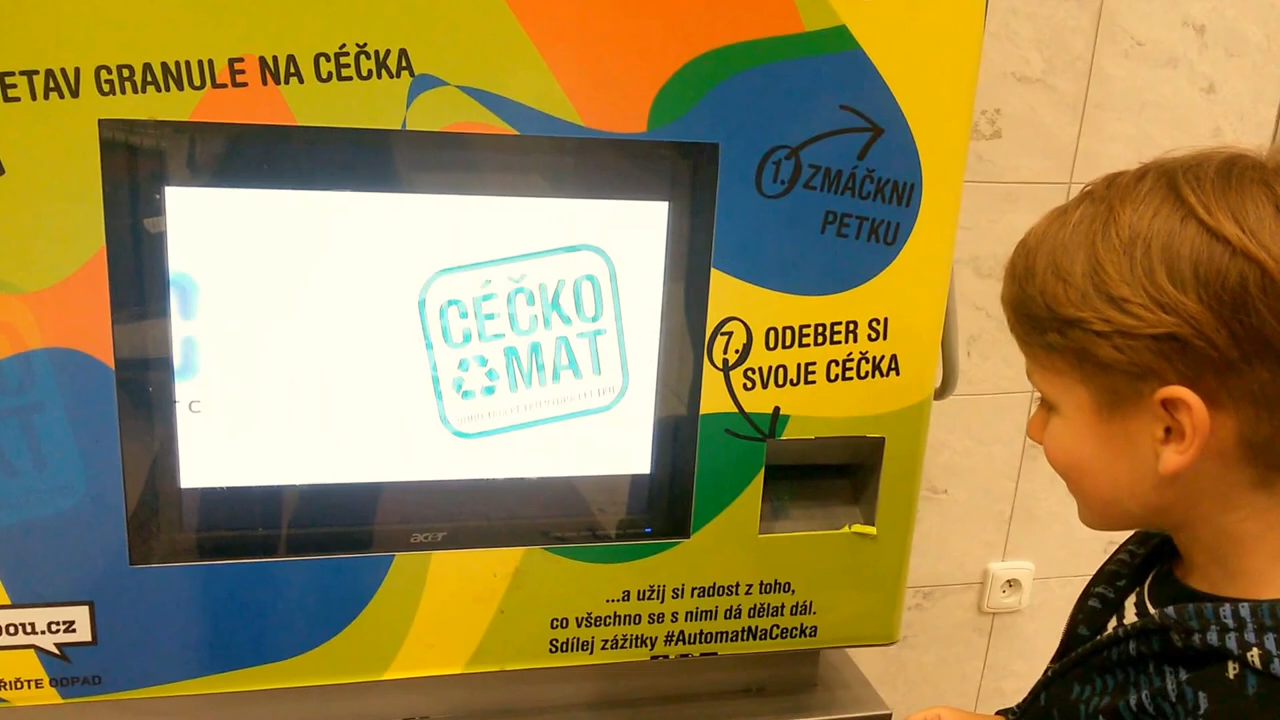 ETAV GRANULE NA CÉČKA
1. ZMÁČKNI
PETKU
CÉČKO
MAT
T C
7. ODEBER SI
SVOJE CÉČKA
acer
...a užij si radost z toho,
co všechno se s nimi dá dělat dál.
Sdílej zážitky #AutomatNaCecka
ou.cz
ŘIĎTE ODPAD